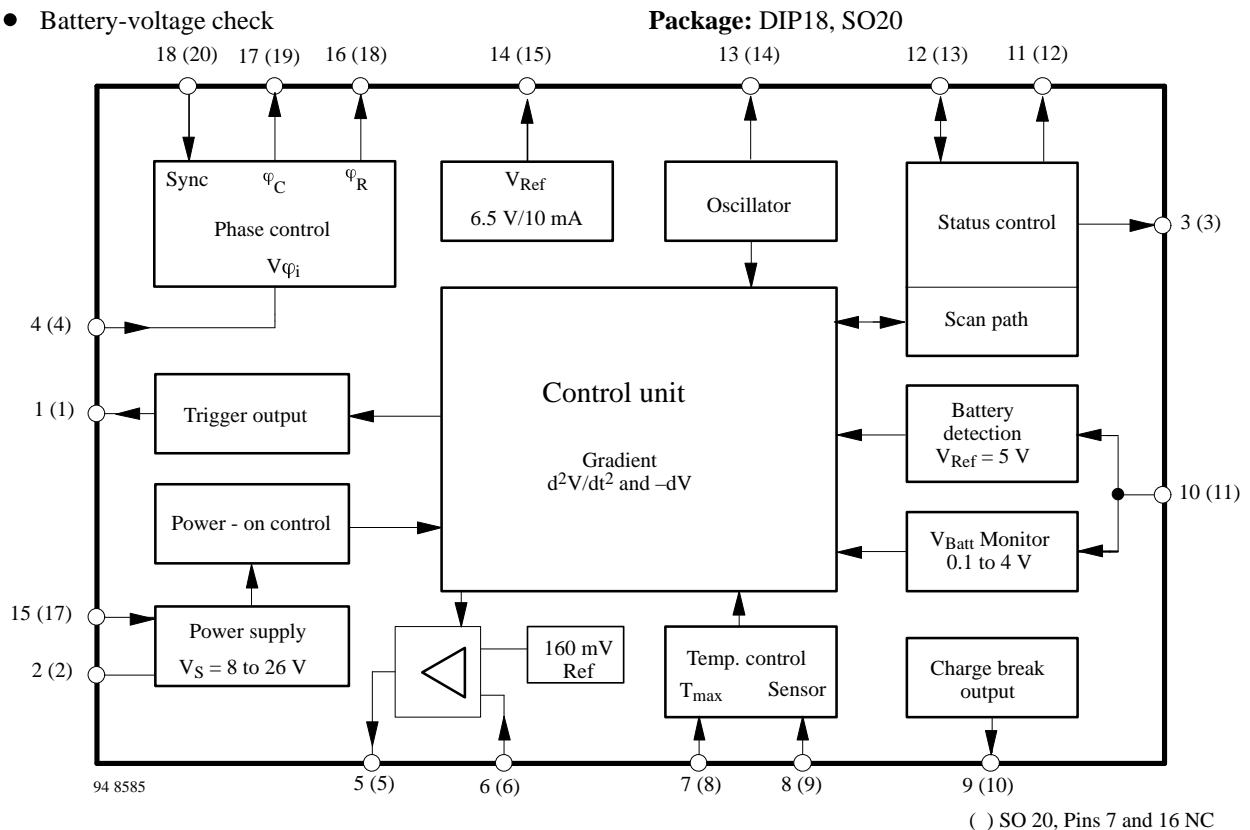 ● Battery-voltage check
Package: DIP18, SO20
18 (20)
17 (19)
16 (18)
14 (15)
13 (14)
12 (13)
11 (12)
Sync
φC
φR
Phase control
Vφi
VRef
6.5 V/10 mA
Oscillator
Status control
Scan path
3 (3)
4 (4)
Control unit
Gradient
d²V/dt² and –dV
1 (1)
Trigger output
Battery
detection
VRef = 5 V
10 (11)
Power - on control
VBatt Monitor
0.1 to 4 V
15 (17)
Power supply
VS = 8 to 26 V
2 (2)
160 mV
Ref
Temp. control
Tmax
Sensor
Charge break
output
94 8585
5 (5)
6 (6)
7 (8)
8 (9)
9 (10)
( ) SO 20, Pins 7 and 16 NC